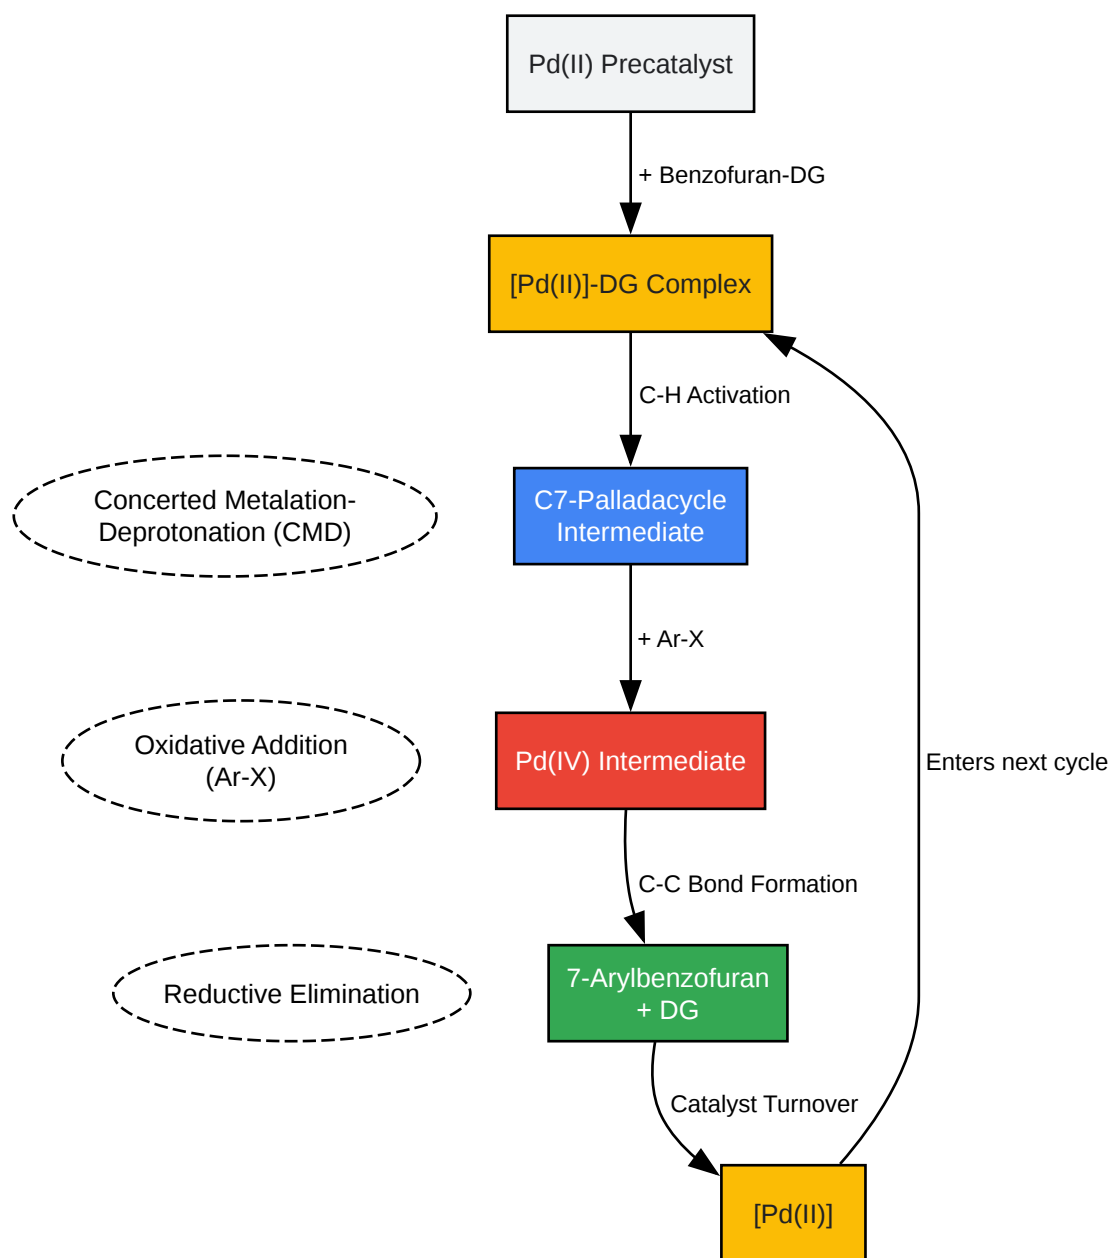 Pd(II) Precatalyst
+ Benzofuran-DG
[Pd(II)]-DG Complex
C-H Activation
Concerted Metalation-
Deprotonation (CMD)
C7-Palladacycle
Intermediate
+ Ar-X
Oxidative Addition
(Ar-X)
Pd(IV) Intermediate
Enters next cycle
C-C Bond Formation
Reductive Elimination
7-Arylbenzofuran
+ DG
Catalyst Turnover
[Pd(II)]